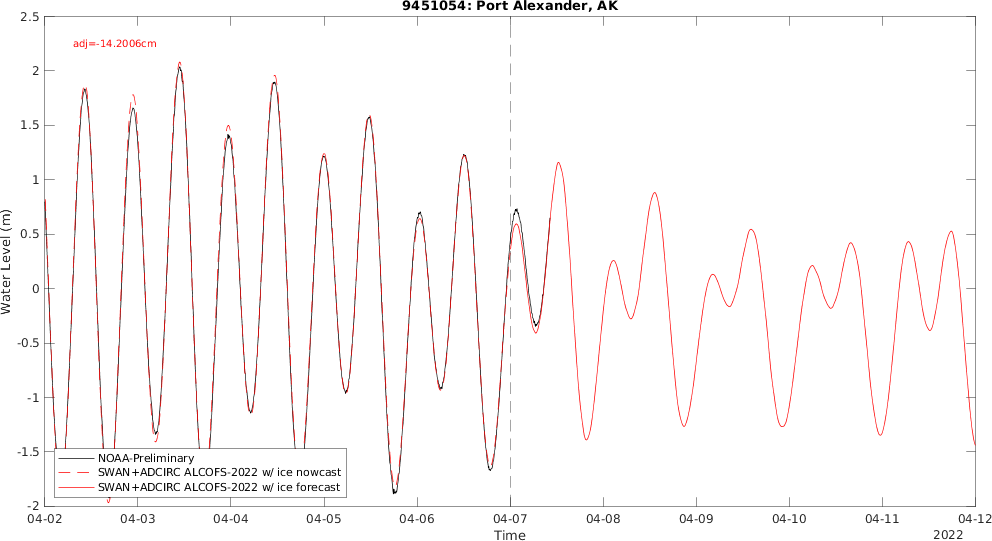 9451054: Port Alexander, AK
adj=-14.2006cm
2.5
2
1.5
1
0.5
0
-0.5
-1
-1.5
-2
Water Level (m)
NOAA-Preliminary
SWAN+ADCIRC ALCOFS-2022 w/ ice nowcast
SWAN+ADCIRC ALCOFS-2022 w/ ice forecast
04-02 04-03 04-04 04-05 04-06 04-07 04-08 04-09 04-10 04-11 04-12
Time
2022